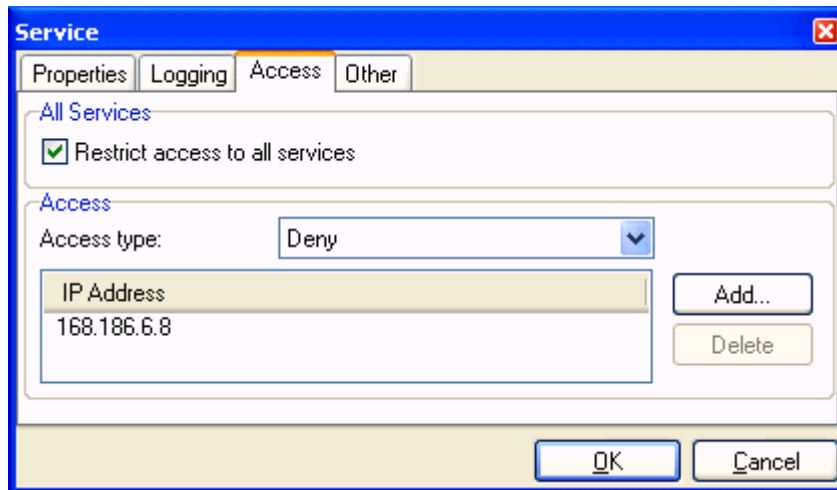 Service
Properties Logging Access Other
All Services
Restrict access to all services
Access
Access type: Deny
IP Address
168.186.6.8
Add...
Delete
OK Cancel